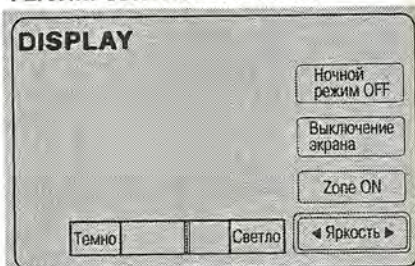 DISPLAY
Ночной
режим OFF
Выключение
экрана
Zone ON
Темно
Светло
◄ Яркость ►